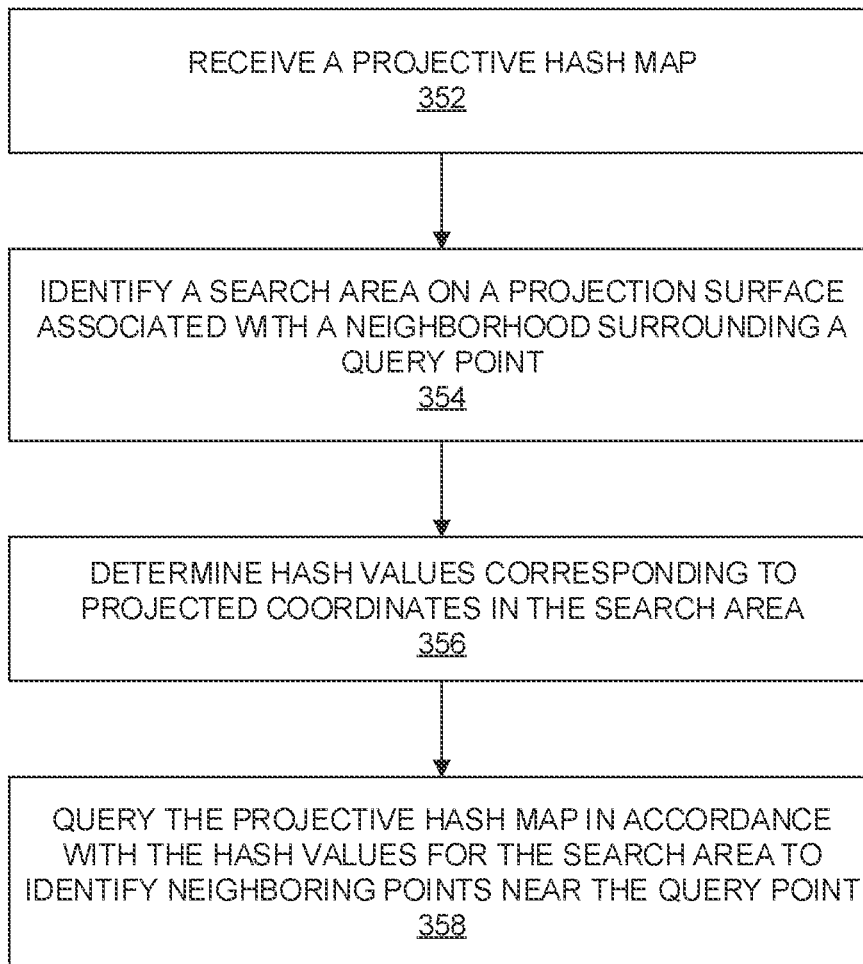 RECEIVE A PROJECTIVE HASH MAP
352
IDENTIFY A SEARCH AREA ON A PROJECTION SURFACE
ASSOCIATED WITH A NEIGHBORHOOD SURROUNDING A
QUERY POINT
354
DETERMINE HASH VALUES CORRESPONDING TO
PROJECTED COORDINATES IN THE SEARCH AREA
356
QUERY THE PROJECTIVE HASH MAP IN ACCORDANCE
WITH THE HASH VALUES FOR THE SEARCH AREA TO
IDENTIFY NEIGHBORING POINTS NEAR THE QUERY POINT
358